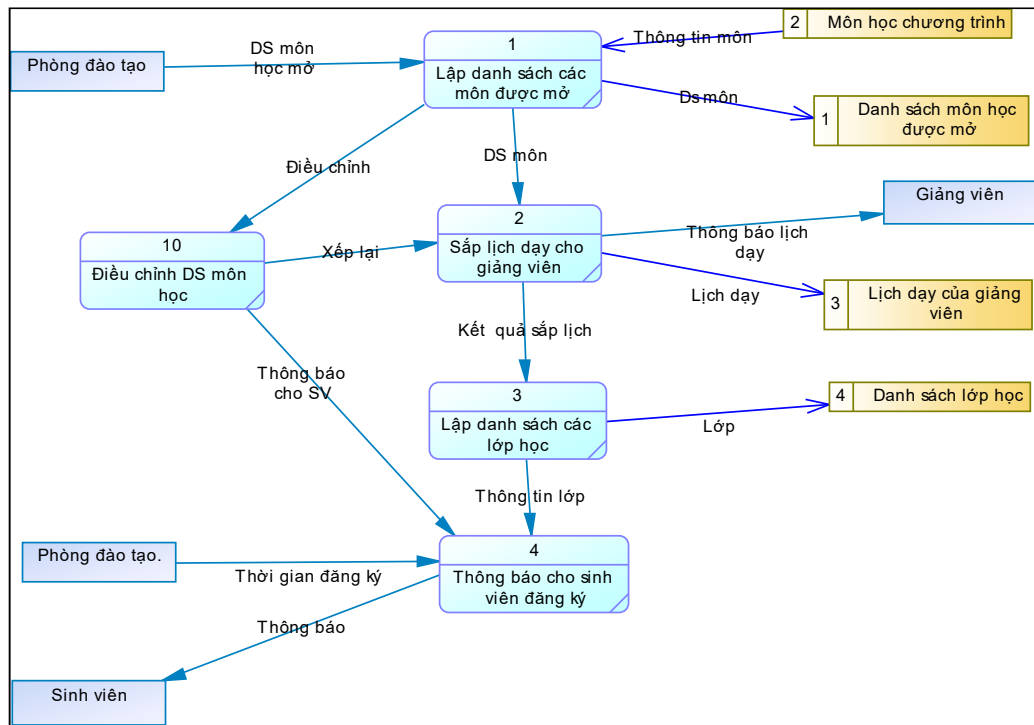 2 Môn học chương trình
Thông tin môn
DS môn
học mở
Phòng đào tạo
1
Lập danh sách các
môn được mở
Ds môn
1 Danh sách môn học
được mở
DS môn
Điều chỉnh
Giảng viên
2
Sắp lịch dạy cho
giảng viên
Thông báo lịch
dạy
10
Điều chỉnh DS môn
học
Xếp lại
Lịch dạy
3 Lịch dạy của giảng
viên
Kết quả sắp lịch
Thông báo
cho SV
3
Lập danh sách các
lớp học
4 Danh sách lớp học
Lớp
Thông tin lớp
Phòng đào tạo.
Thời gian đăng ký
4
Thông báo cho sinh
viên đăng ký
Thông báo
Sinh viên